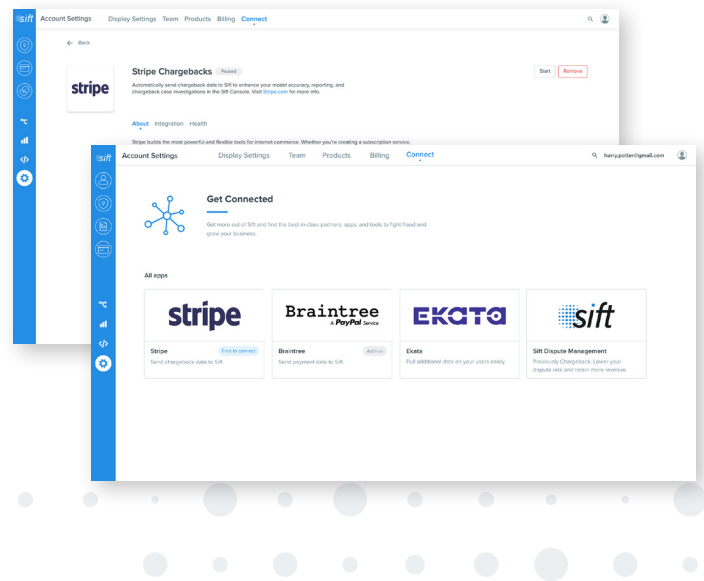 sift Account Settings Display Settings Team Products Billing Connect
Back
stripe
Stripe Chargebacks Paused
Start Remove
Automatically send chargeback data to Sift to enhance your model accuracy, reporting, and
chargeback case investigations in the Sift Console. Visit Stripe.com for more info.
About Integration Health
Stripe builds the most powerful and flexible tools for internet commerce. Whether you're creating a subscription service,
sift Account Settings Display Settings Team Products Billing Connect harry.potter@gmail.com
Get Connected
Get more out of Sift and find the best-in-class partners, apps, and tools to fight fraud and
grow your business.
All apps
stripe
Stripe Free to connect
Send chargeback data to Sift
Braintree
A PayPal Service
Braintree Add-on
Send payment data to Sift
EKATA
Ekata
Pull additional data on your users easily
sift
Sift Dispute Management
Previously Chargeback. Lower your
dispute rate and retain more revenue.